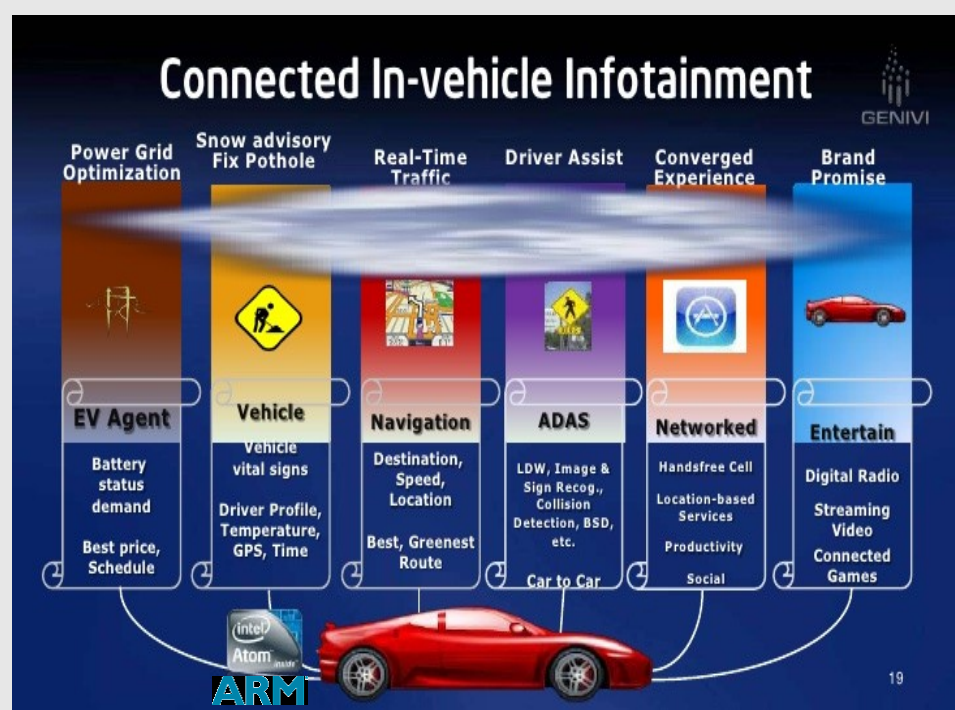 Connected In-vehicle Infotainment
GENIVI
Power Grid
Optimization
Snow advisory
Fix Pothole
Real-Time
Traffic
Driver Assist
Converged
Experience
Brand
Promise
EV Agent
Battery
status
demand
Best price,
Schedule
Vehicle
Vehicle
vital signs
Driver Profile,
Temperature,
GPS, Time
Navigation
Destination,
Speed,
Location
Best, Greenest
Route
ADAS
LDW, Image &
Sign Recog.,
Collision
Detection, BSD,
etc.
Car to Car
Networked
Handsfree Cell
Location-based
Services
Productivity
Social
Entertain
Digital Radio
Streaming
Video
Connected
Games
intel
Atom
inside
ARM
19